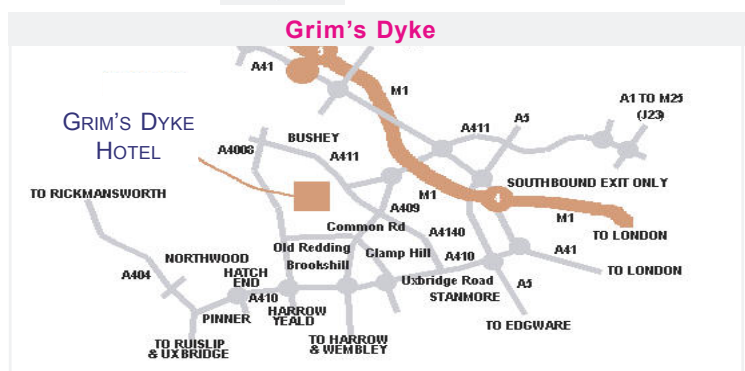 Grim's Dyke
5
A41
M1
A1 TO M25
(J23)
GRIM'S DYKE
HOTEL
BUSHEY
A4008
A411
A411
A5
TO RICKMANSWORTH
SOUTHBOUND EXIT ONLY
4
M1
A409
M1
Common Rd
A4140
TO LONDON
Old Redding
Clamp Hill
A410
A41
NORTHWOOD
Brookshill
A404
HATCH
END
Uxbridge Road
TO LONDON
A410
STANMORE
A5
PINNER
HARROW
YEALD
TO EDGWARE
TO RUISLIP
& UXBRIDGE
TO HARROW
& WEMBLEY